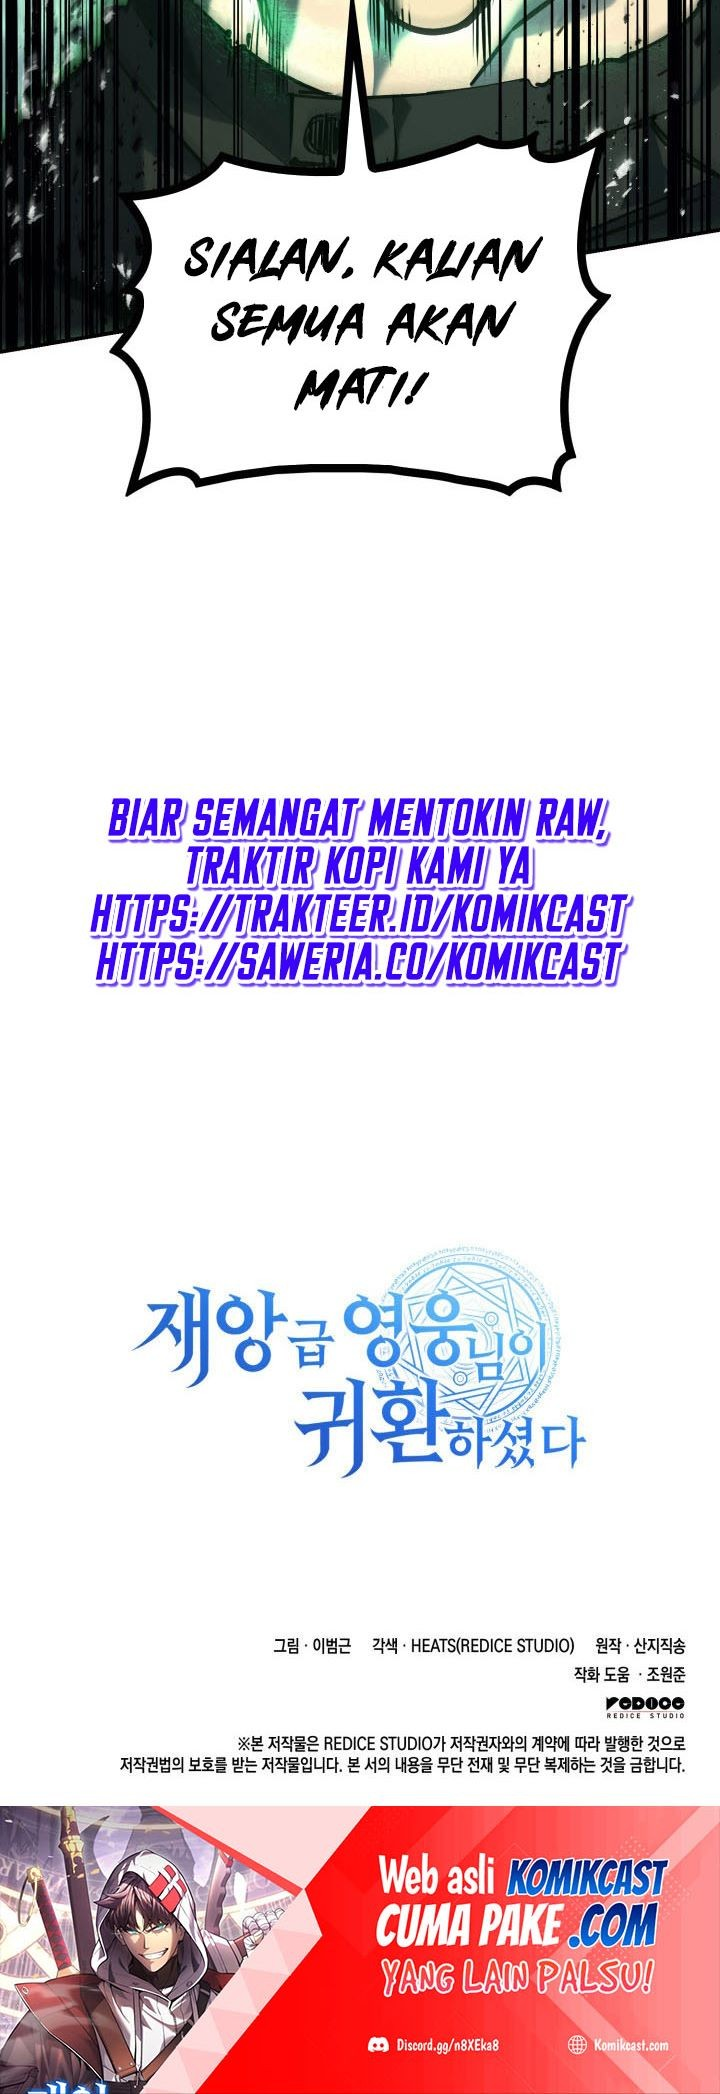 SIALAN, KALIAN
SEMUA AKAN
MATI!
BIAR SEMANGAT MENTOKIN RAW,
TRAKTIR KOPI KAMI YA
HTTPS://TRAKTEER.ID/KOMIKCAST
HTTPS://SAWERIA.CO/KOMIKCAST
재앙급 영웅님이
귀환하셨다
그림 · 이범근 각색 · HEATS(REDICE STUDIO) 원작 · 산지직송
작화 도움 · 조원준
REDICE
REDICE STUDIO
※본 저작물은 REDICE STUDIO가 저작권자와의 계약에 따라 발행한 것으로
저작권법의 보호를 받는 저작물입니다. 본 서의 내용을 무단 전재 및 무단 복제하는 것을 금합니다.
Web asli KOMIKCAST
CUMA PAKE .COM
YANG LAIN PALSU!
Discord.gg/n8XEka8 Komikcast.com